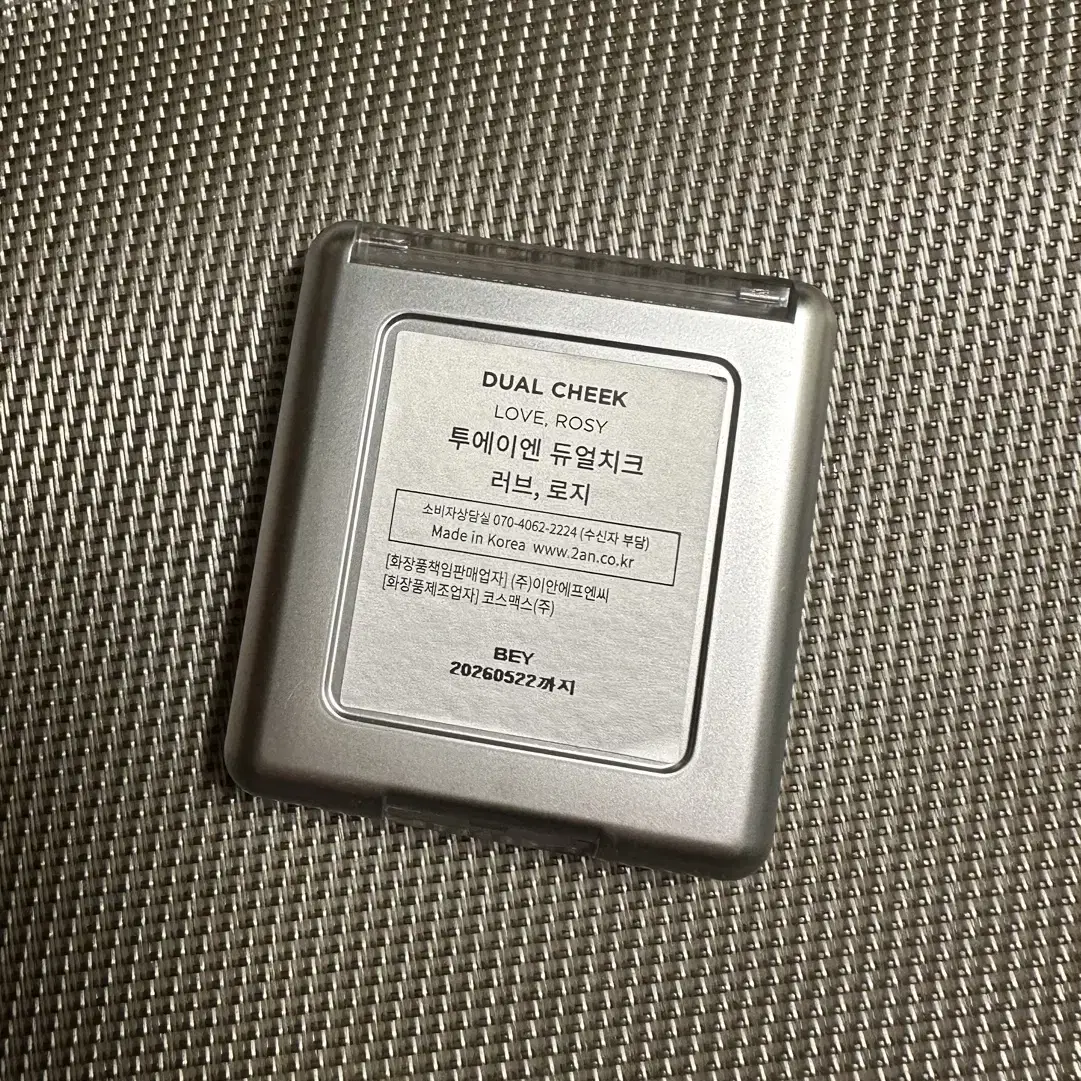 DUAL CHEEK
LOVE, ROSY
투에이엔 듀얼치크
러브, 로지
소비자상담실 070-4062-2224 (수신자 부담)
Made in Korea www.2an.co.kr
[화장품책임판매업자] (주)이안에프엔씨
[화장품제조업자] 코스맥스(주)
BEY
20260522까지